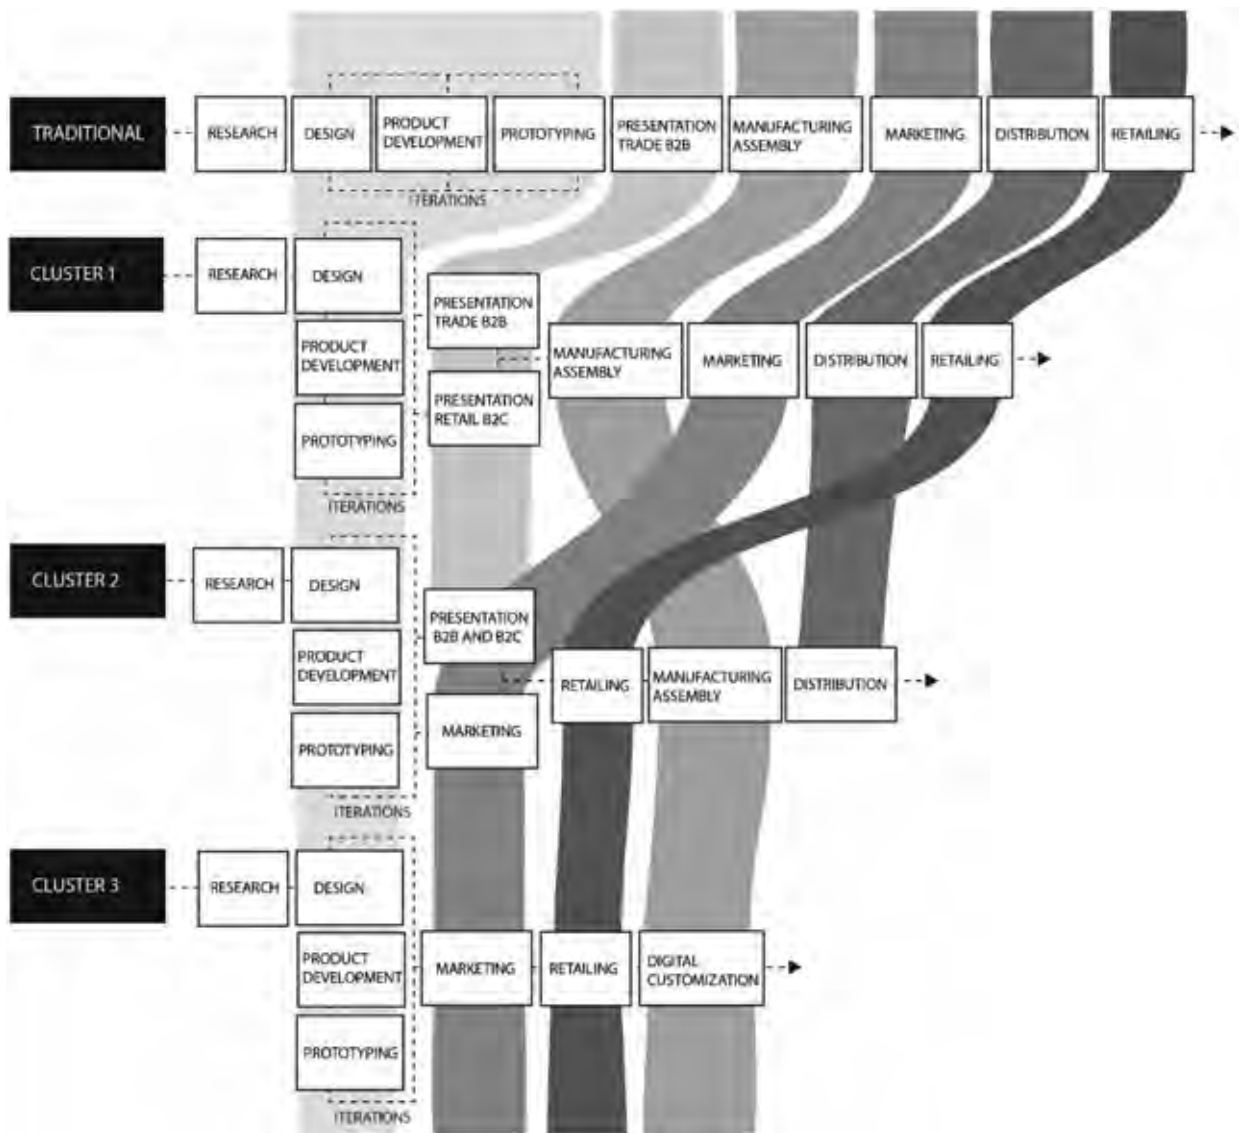 TRADITIONAL
RESEARCH
DESIGN
PRODUCT
DEVELOPMENT
PROTOTYPING
PRESENTATION
TRADE B2B
MANUFACTURING
ASSEMBLY
MARKETING
DISTRIBUTION
RETAILING
ITERATIONS
CLUSTER 1
RESEARCH
DESIGN
PRODUCT
DEVELOPMENT
PROTOTYPING
ITERATIONS
PRESENTATION
TRADE B2B
PRESENTATION
RETAIL B2C
MANUFACTURING
ASSEMBLY
MARKETING
DISTRIBUTION
RETAILING
CLUSTER 2
RESEARCH
DESIGN
PRODUCT
DEVELOPMENT
PROTOTYPING
ITERATIONS
PRESENTATION
B2B AND B2C
MARKETING
RETAILING
MANUFACTURING
ASSEMBLY
DISTRIBUTION
CLUSTER 3
RESEARCH
DESIGN
PRODUCT
DEVELOPMENT
PROTOTYPING
ITERATIONS
MARKETING
RETAILING
DIGITAL
CUSTOMIZATION